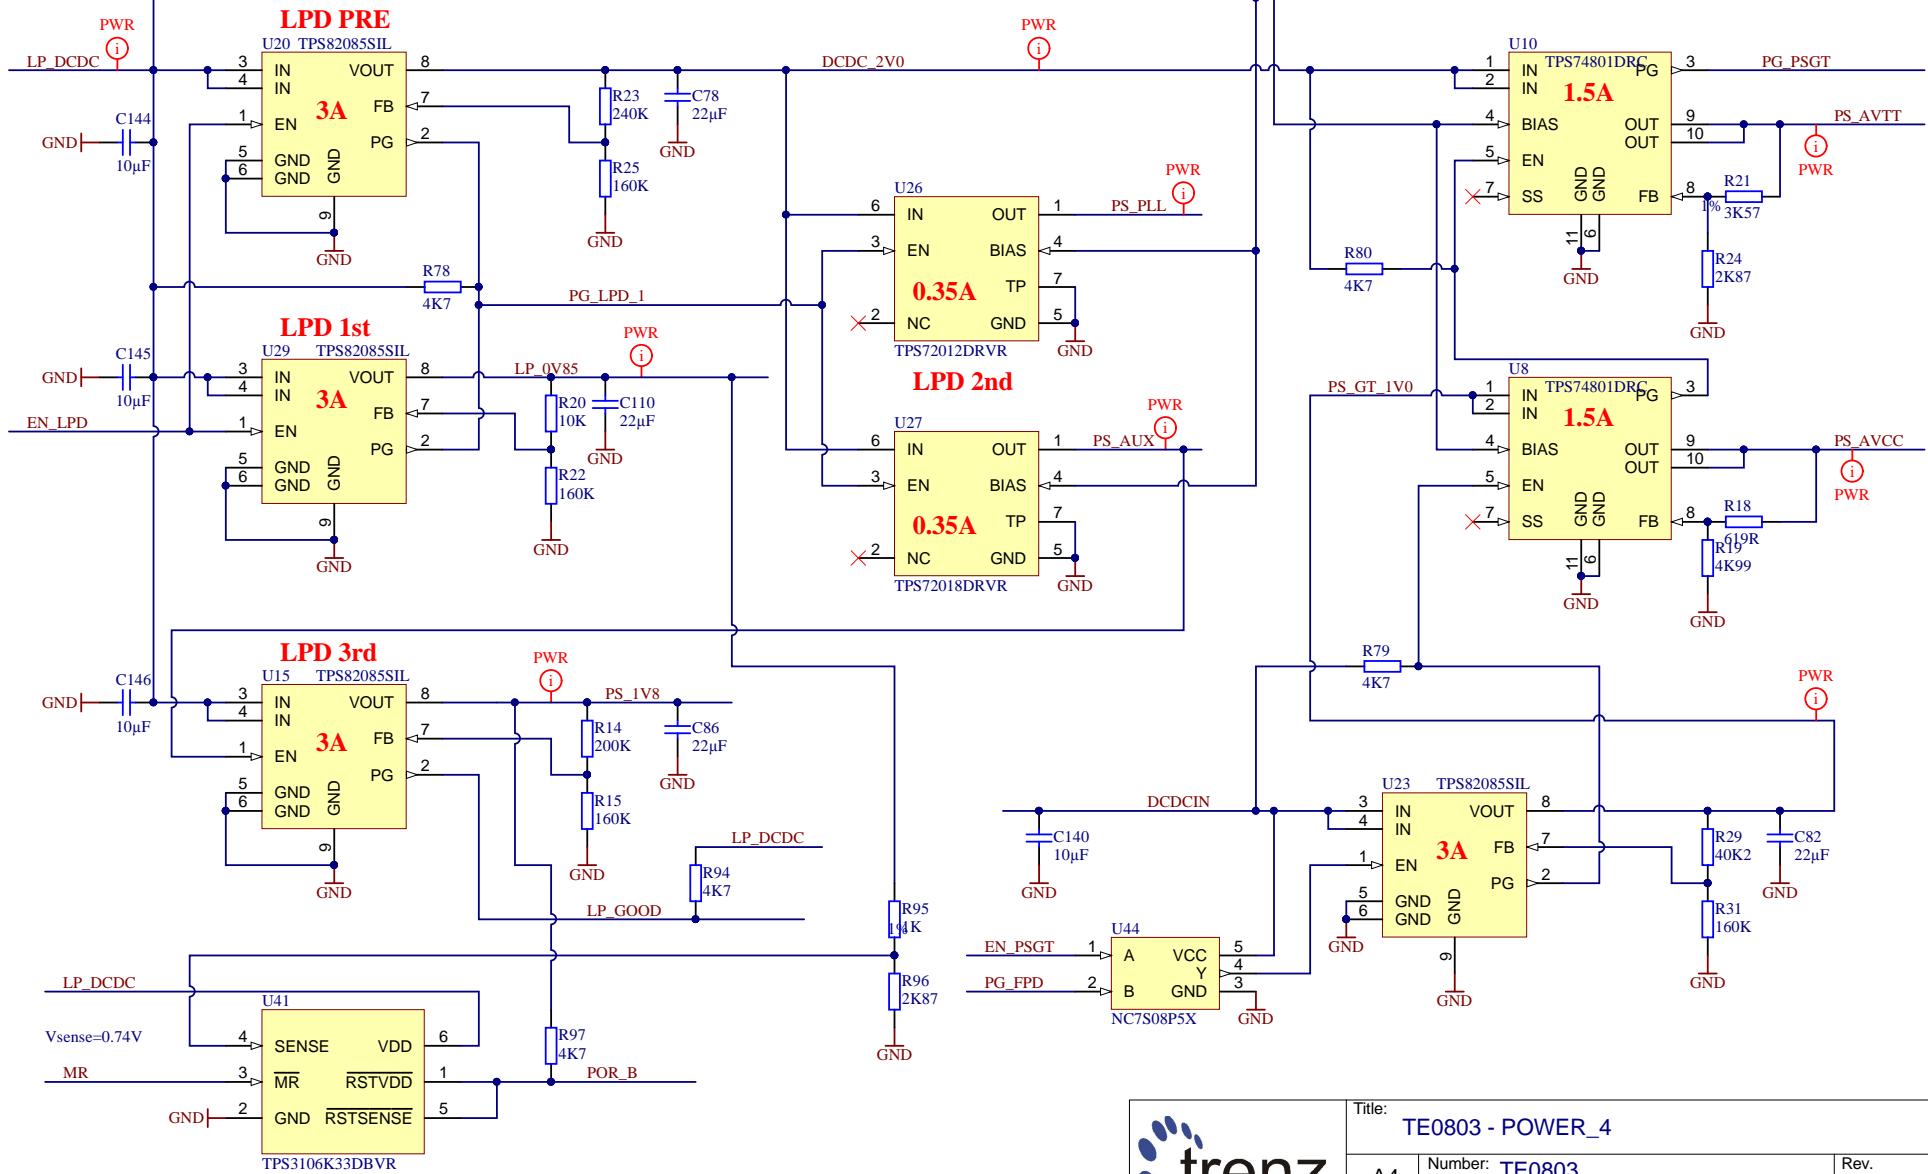 LPD PRE
PWR
LP_DCDC
U20 TPS82085SIL
3 IN VOUT 8
4 IN
3A
FB 7
1 EN
PG 2
5 GND
6 GND
GND
9
GND
C144
10µF
GND
R23
240K
C78
22µF
GND
R25
160K
GND
DCDC_2V0
PWR
R78
4K7
PG_LPD_1
LPD 1st
U29 TPS82085SIL
3 IN VOUT 8
4 IN
3A
FB 7
1 EN
PG 2
5 GND
6 GND
GND
9
GND
C145
10µF
GND
EN_LPD
LP_0V85
PWR
R20
10K
C110
22µF
GND
R22
160K
GND
U26
6 IN OUT 1
3 EN BIAS 4
0.35A
TP 7
2 NC GND 5
TPS72012DRVR
PS_PLL
PWR
GND
LPD 2nd
U27
6 IN OUT 1
3 EN BIAS 4
0.35A
TP 7
2 NC GND 5
TPS72018DRVR
PS_AUX
PWR
GND
U10
TPS74801DRC
1 IN PG 3
2 IN
1.5A
4 BIAS OUT 9
OUT 10
5 EN
7 SS FB 8
GND
GND
11
6
GND
PG_PSGT
PS_AVTT
PWR
R21
1% 3K57
R24
2K87
GND
R80
4K7
U8
TPS74801DRC
PS_GT_1V0
1 IN PG 3
2 IN
1.5A
4 BIAS OUT 9
OUT 10
5 EN
7 SS FB 8
GND
GND
11
6
GND
PS_AVCC
PWR
R18
619R
R19
4K99
GND
R79
4K7
PWR
LPD 3rd
U15 TPS82085SIL
3 IN VOUT 8
4 IN
3A
FB 7
1 EN
PG 2
5 GND
6 GND
GND
9
GND
C146
10µF
GND
PWR
PS_1V8
R14
200K
C86
22µF
GND
R15
160K
GND
LP_DCDC
R94
4K7
LP_GOOD
R95
1% 1K
R96
2K87
GND
DCDCIN
C140
10µF
GND
U23 TPS82085SIL
3 IN VOUT 8
4 IN
3A
FB 7
1 EN
PG 2
5 GND
6 GND
GND
9
GND
GND
R29
40K2
C82
22µF
GND
R31
160K
GND
U44
EN_PSGT 1 A VCC 5
Y 4
PG_FPD 2 B GND 3
NC7S08P5X
GND
LP_DCDC
U41
Vsense=0.74V
4 SENSE VDD 6
MR 3 MR RSTVDD 1
GND 2 GND RSTSENSE 5
TPS3106K33DBVR
R97
4K7
POR_B
Title:
TE0803 - POWER_4
trenz
A4
Number: TE0803
Rev.